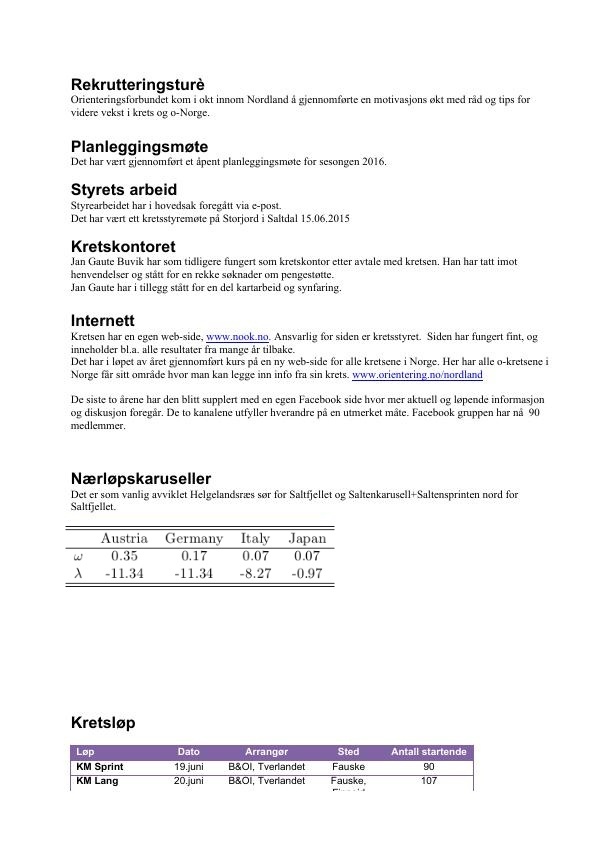 Rekrutteringsturè
Orienteringsforbundet kom i okt innom Nordland å gjennomførte en motivasjons økt med råd og tips for
videre vekst i krets og o-Norge.
Planleggingsmøte
Det har vært gjennomført et åpent planleggingsmøte for sesongen 2016.
Styrets arbeid
Styrearbeidet har i hovedsak foregått via e-post.
Det har vært ett kretsstyremøte på Storjord i Saltdal 15.06.2015
Kretskontoret
Jan Gaute Buvik har som tidligere fungert som kretskontor etter avtale med kretsen. Han har tatt imot
henvendelser og stått for en rekke søknader om pengestøtte.
Jan Gaute har i tillegg stått for en del kartarbeid og synfaring.
Internett
Kretsen har en egen web-side, www.nook.no. Ansvarlig for siden er kretsstyret.  Siden har fungert fint, og
inneholder bl.a. alle resultater fra mange år tilbake.
Det har i løpet av året gjennomført kurs på en ny web-side for alle kretsene i Norge. Her har alle o-kretsene i
Norge får sitt område hvor man kan legge inn info fra sin krets. www.orientering.no/nordland
De siste to årene har den blitt supplert med en egen Facebook side hvor mer aktuell og løpende informasjon
og diskusjon foregår. De to kanalene utfyller hverandre på en utmerket måte. Facebook gruppen har nå  90
medlemmer.
Nærløpskaruseller
Det er som vanlig avviklet Helgelandsræs sør for Saltfjellet og Saltenkarusell+Saltensprinten nord for
Saltfjellet.
Austria Germany Italy Japan
ω 0.35 0.17 0.07 0.07
λ -11.34 -11.34 -8.27 -0.97
Kretsløp
Løp Dato Arrangør Sted Antall startende
KM Sprint 19.juni B&OI, Tverlandet Fauske 90
KM Lang 20.juni B&OI, Tverlandet Fauske, 107